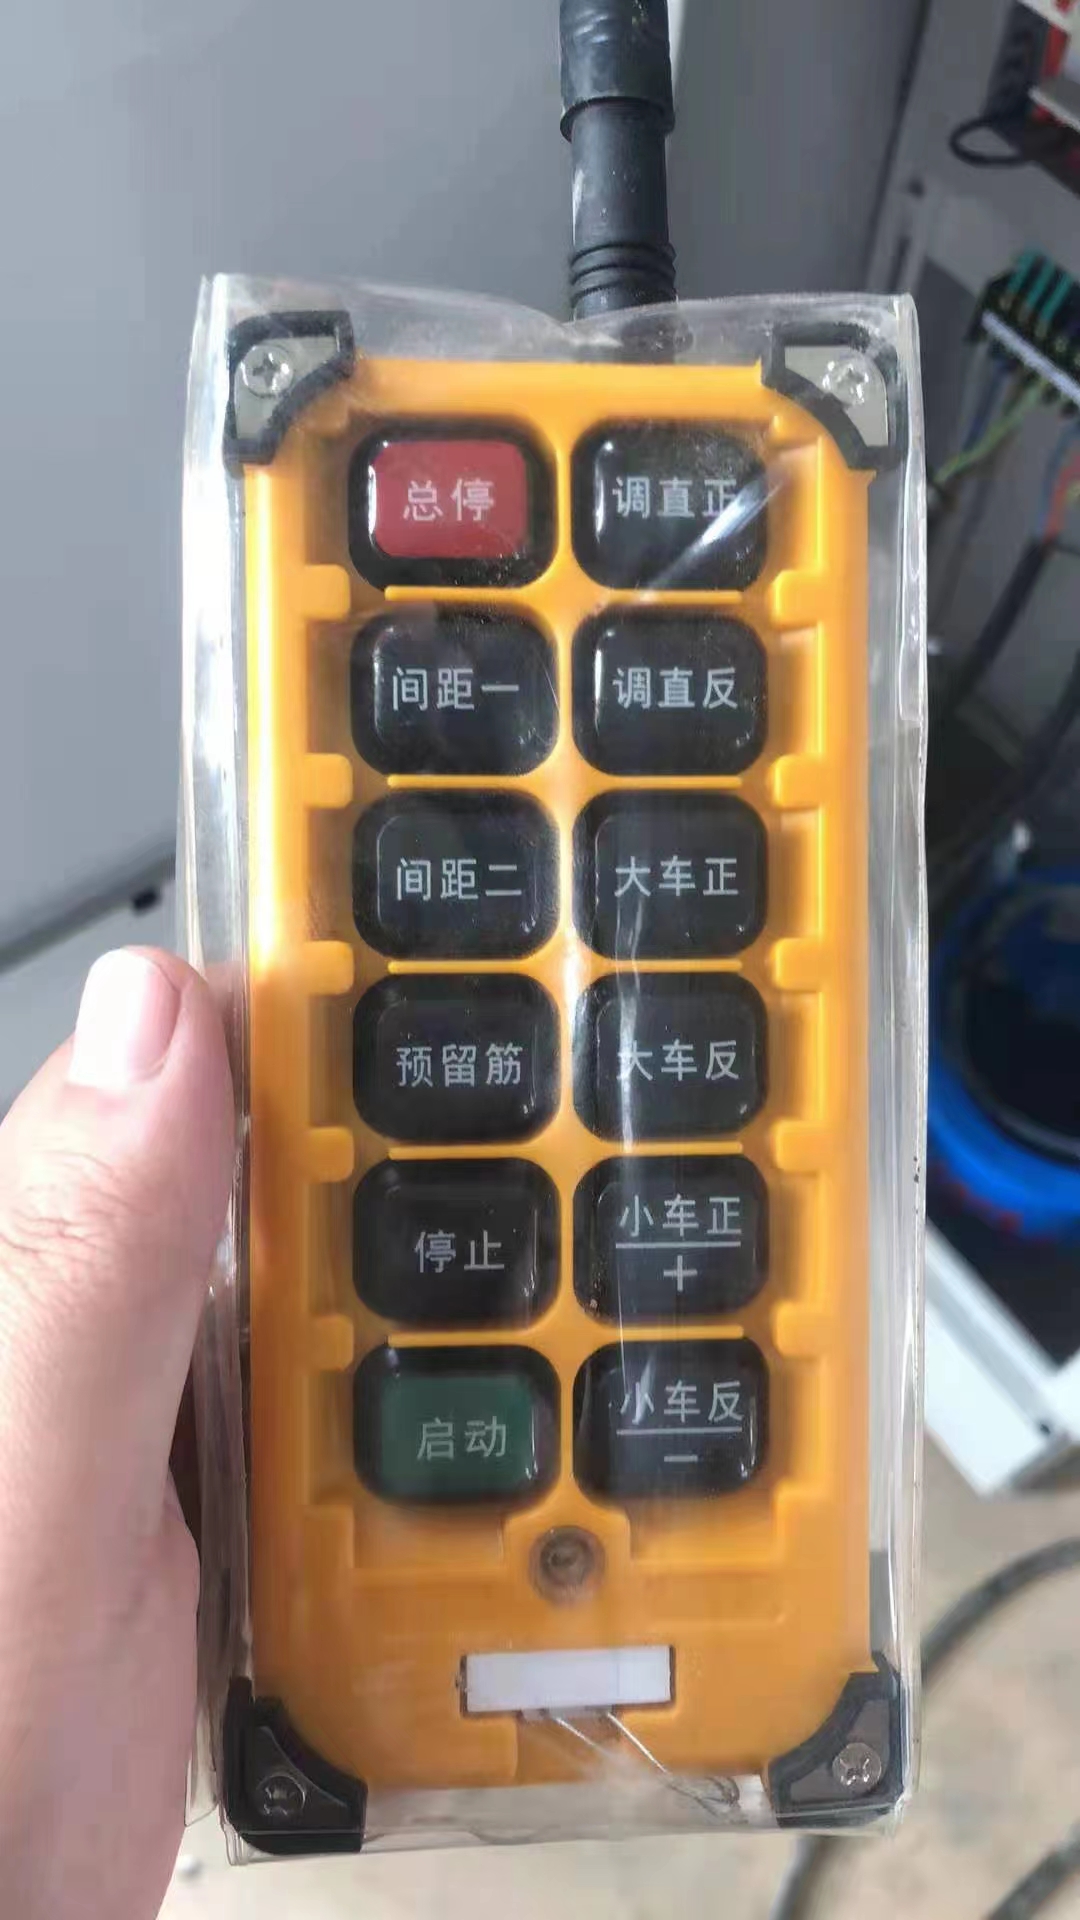 总停
调直正
间距一
调直反
间距二
大车正
预留筋
大车反
停止
小车正
+
启动
小车反
－